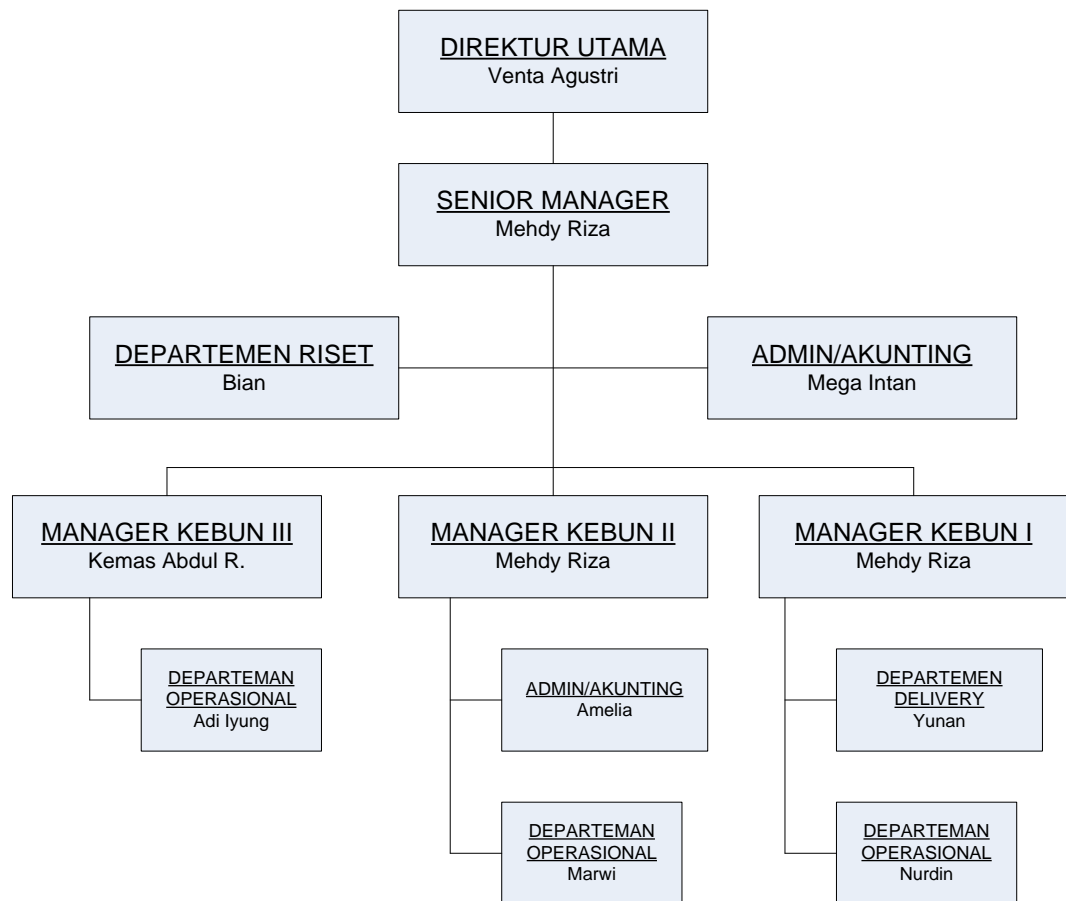 DIREKTUR UTAMA
Venta Agustri
SENIOR MANAGER
Mehdy Riza
DEPARTEMEN RISET
Bian
ADMIN/AKUNTING
Mega Intan
MANAGER KEBUN III
Kemas Abdul R.
MANAGER KEBUN II
Mehdy Riza
MANAGER KEBUN I
Mehdy Riza
DEPARTEMAN
OPERASIONAL
Adi Iyung
ADMIN/AKUNTING
Amelia
DEPARTEMEN
DELIVERY
Yunan
DEPARTEMAN
OPERASIONAL
Marwi
DEPARTEMAN
OPERASIONAL
Nurdin